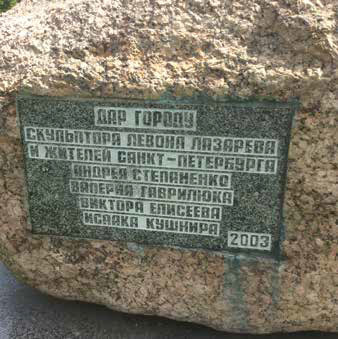 ДАР ГОРОДУ
СКУЛЬПТОРА ЛЕВОНА ЛАЗАРЕВА
И ЖИТЕЛЕЙ САНКТ-ПЕТЕРБУРГА
АНДРЕЯ СТЕПАНЕНКО
ВАЛЕРИЯ ГАВРИЛЮКА
ВИКТОРА ЕЛИСЕЕВА
ИСААКА КУШНИРА
2003